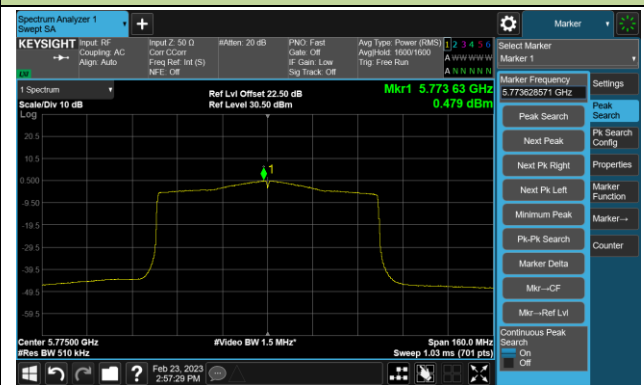 Spectrum Analyzer 1
Swept SA
+
Marker
KEYSIGHT
Input: RF
Coupling: AC
Align: Auto
Input Z: 50 Ω
Corr CCorr
Freq Ref: Int (S)
NFE: Off
#Atten: 20 dB
PNO: Fast
Gate: Off
IF Gain: Low
Sig Track: Off
Avg Type: Power (RMS)
Avg|Hold: 1600/1600
Trig: Free Run
1 2 3 4 5 6
A W W W W W
A N N N N N
Select Marker
Marker 1
1 Spectrum
Scale/Div 10 dB
Log
Ref Lvl Offset 22.50 dB
Ref Level 30.50 dBm
Mkr1 5.773 63 GHz
0.479 dBm
20.5
10.5
0.500
-9.50
-19.5
-29.5
-39.5
-49.5
-59.5
1
Center 5.77500 GHz
#Res BW 510 kHz
#Video BW 1.5 MHz*
Span 160.0 MHz
Sweep 1.03 ms (701 pts)
Marker Frequency
5.773628571 GHz
Peak Search
Next Peak
Next Pk Right
Next Pk Left
Minimum Peak
Pk-Pk Search
Marker Delta
Mkr→CF
Mkr→Ref Lvl
Continuous Peak
Search
On
Off
Settings
Peak
Search
Pk Search
Config
Properties
Marker
Function
Marker→
Counter
?
Feb 23, 2023
2:57:29 PM